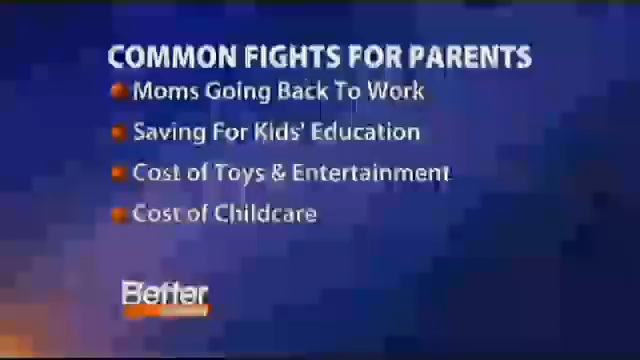 COMMON FIGHTS FOR PARENTS
Moms Going Back To Work
Saving For Kids' Education
Cost of Toys & Entertainment
Cost of Childcare
Better